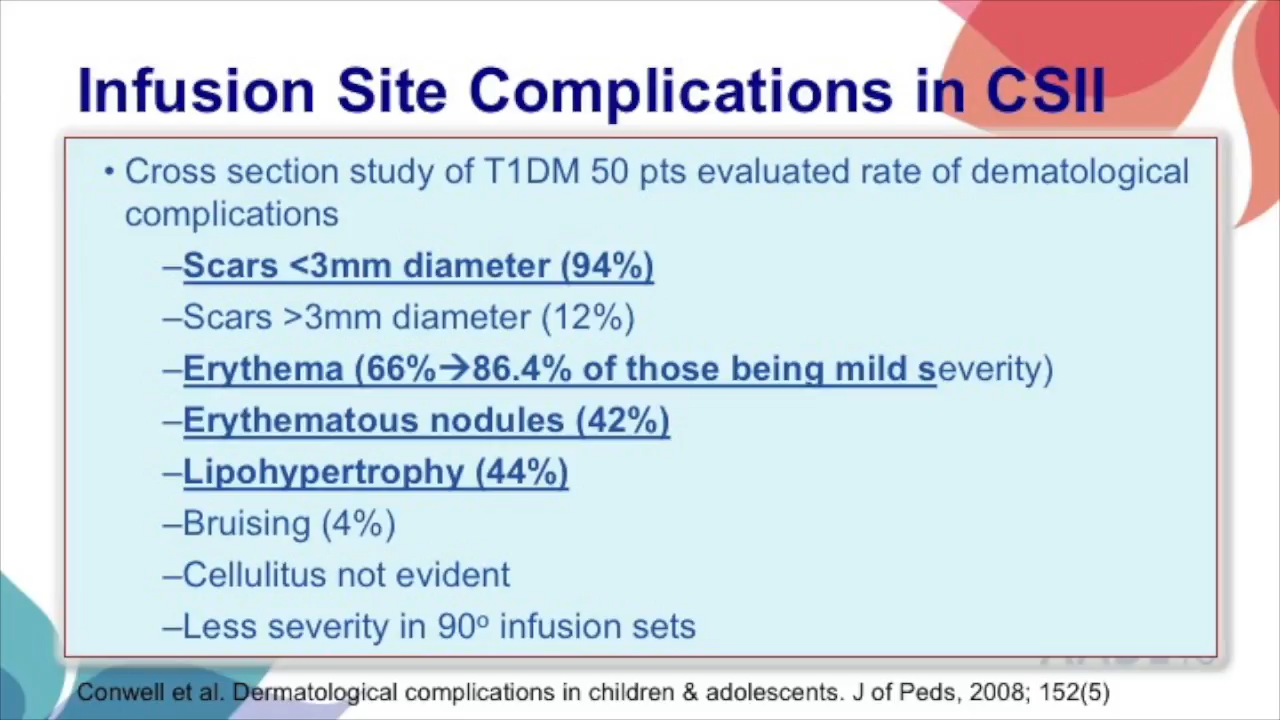 Infusion Site Complications in CSII
• Cross section study of T1DM 50 pts evaluated rate of dematological
complications
–Scars <3mm diameter (94%)
–Scars >3mm diameter (12%)
–Erythema (66%→86.4% of those being mild severity)
–Erythematous nodules (42%)
–Lipohypertrophy (44%)
–Bruising (4%)
–Cellulitus not evident
–Less severity in 90º infusion sets
Conwell et al. Dermatological complications in children & adolescents. J of Peds, 2008; 152(5)